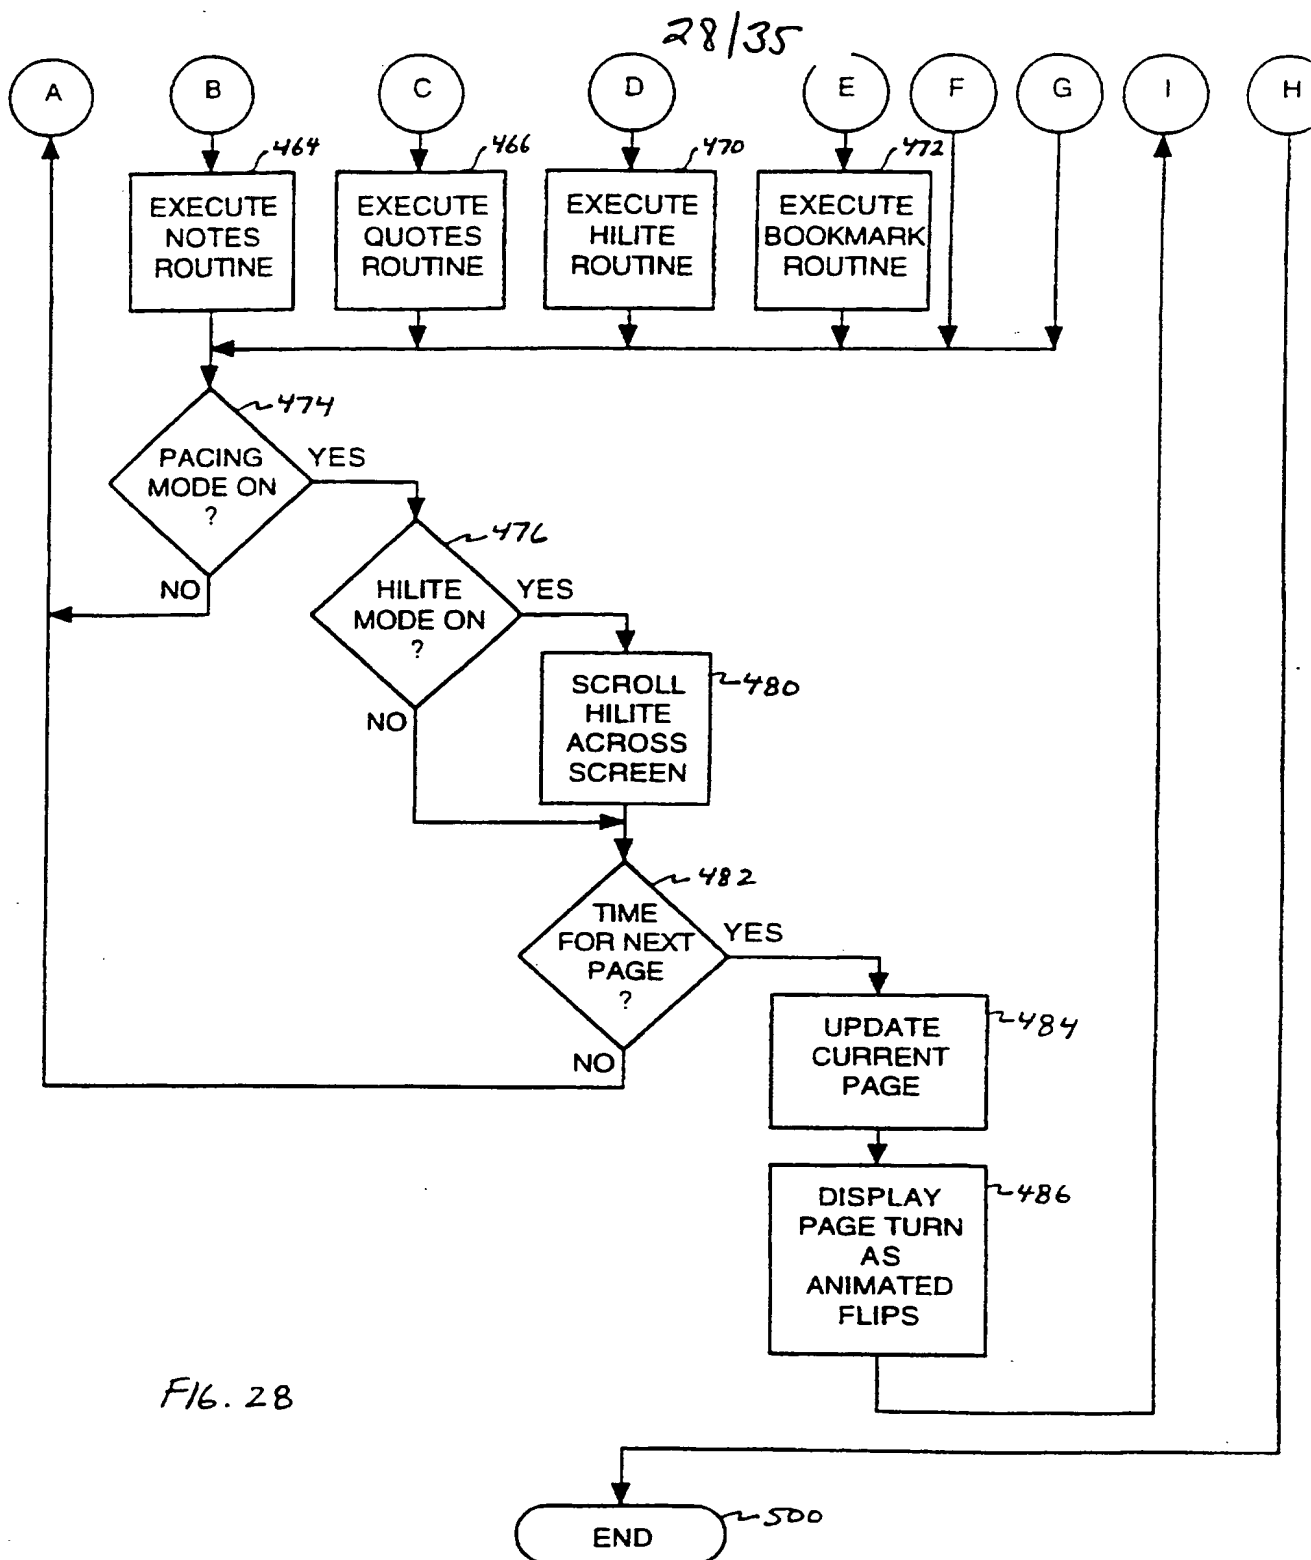 28/35
A B C D E F G I H
464 466 470 472
EXECUTE
NOTES
ROUTINE
EXECUTE
QUOTES
ROUTINE
EXECUTE
HILITE
ROUTINE
EXECUTE
BOOKMARK
ROUTINE
474
PACING
MODE ON
?
YES
NO
476
HILITE
MODE ON
?
YES
NO
480
SCROLL
HILITE
ACROSS
SCREEN
482
TIME
FOR NEXT
PAGE
?
YES
NO
484
UPDATE
CURRENT
PAGE
486
DISPLAY
PAGE TURN
AS
ANIMATED
FLIPS
FIG. 28
500
END